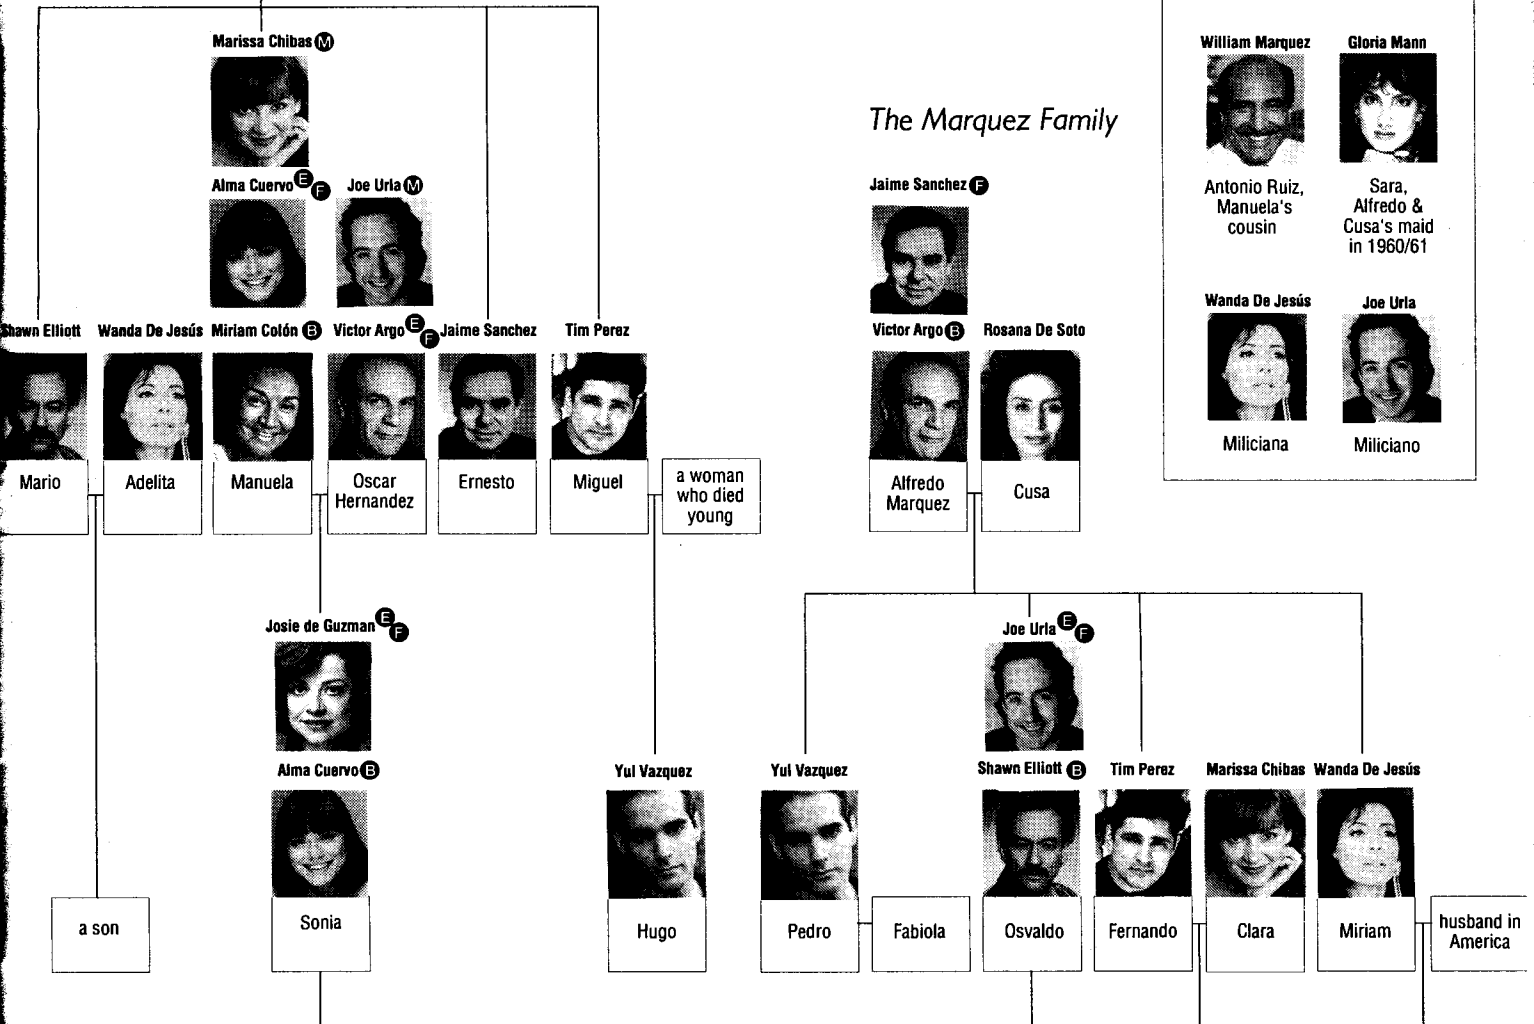 Marissa Chibas M
Alma Cuervo E F
Joe Urla M
Shawn Elliott
Wanda De Jesús
Miriam Colón B
Victor Argo E F
Jaime Sanchez
Tim Perez
Mario
Adelita
Manuela
Oscar
Hernandez
Ernesto
Miguel
a woman
who died
young
Josie de Guzman E F
Alma Cuervo B
Yul Vazquez
a son
Sonia
Hugo
The Marquez Family
Jaime Sanchez F
Victor Argo B
Rosana De Soto
Alfredo
Marquez
Cusa
Joe Urla E F
Yul Vazquez
Shawn Elliott B
Tim Perez
Marissa Chibas
Wanda De Jesús
Pedro
Fabiola
Osvaldo
Fernando
Clara
Miriam
husband in
America
William Marquez
Gloria Mann
Antonio Ruiz,
Manuela's
cousin
Sara,
Alfredo &
Cusa's maid
in 1960/61
Wanda De Jesús
Joe Urla
Miliciana
Miliciano